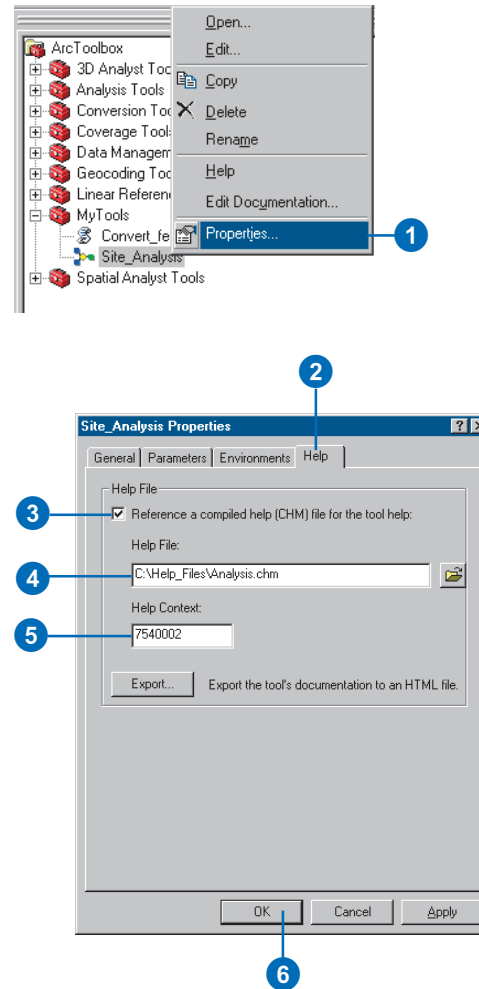 Open...
Edit...
Copy
Delete
Rename
Help
Edit Documentation...
Properties...
1
ArcToolbox
3D Analyst Too
Analysis Tools
Conversion Too
Coverage Tools
Data Managem
Geocoding Too
Linear Referen
MyTools
Convert_fe
Site_Analysis
Spatial Analyst Tools
2
Site_Analysis Properties
General Parameters Environments Help
Help File
3
Reference a compiled help (CHM) file for the tool help:
Help File:
4
C:\Help_Files\Analysis.chm
Help Context:
5
7540002
Export... Export the tool's documentation to an HTML file.
OK Cancel Apply
6